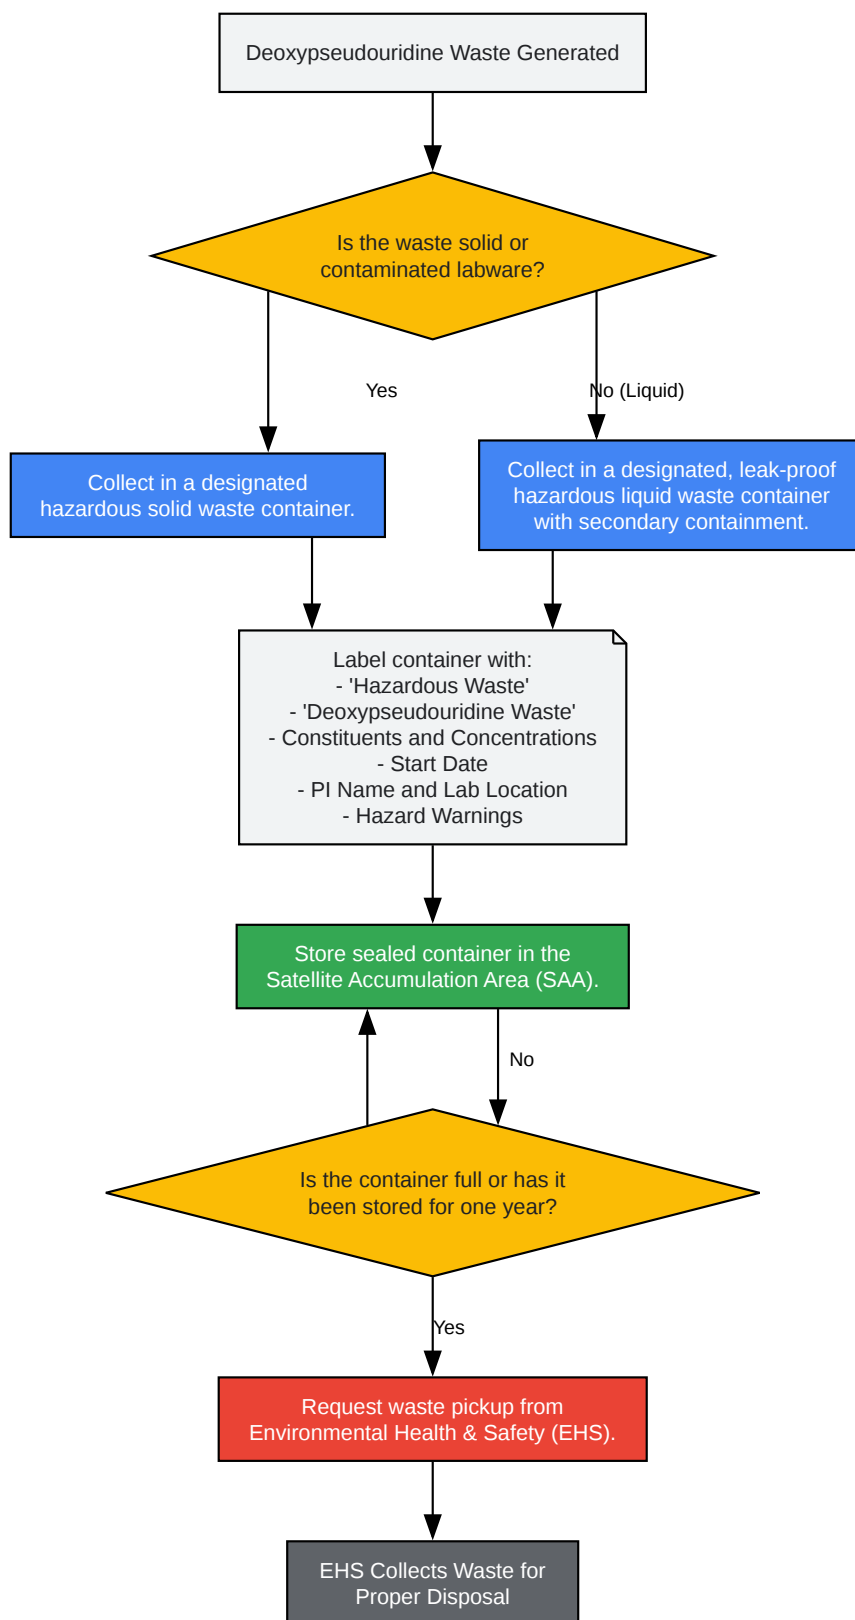 Deoxypseudouridine Waste Generated
Is the waste solid or
contaminated labware?
Yes
No (Liquid)
Collect in a designated
hazardous solid waste container.
Collect in a designated, leak-proof
hazardous liquid waste container
with secondary containment.
Label container with:
- 'Hazardous Waste'
- 'Deoxypseudouridine Waste'
- Constituents and Concentrations
- Start Date
- PI Name and Lab Location
- Hazard Warnings
Store sealed container in the
Satellite Accumulation Area (SAA).
No
Is the container full or has it
been stored for one year?
Yes
Request waste pickup from
Environmental Health & Safety (EHS).
EHS Collects Waste for
Proper Disposal